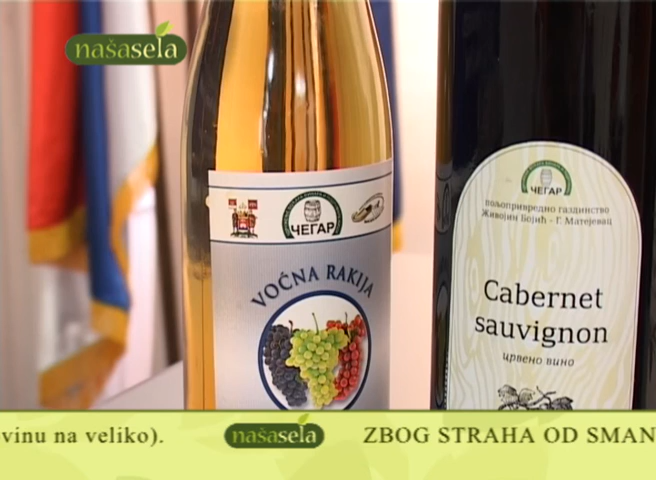 našasela
ЧЕГАР
VOĆNA RAKIJA
ЧЕГАР
пољопривредно газдинство
Живојин Бојић - Г. Матејевац
Cabernet
sauvignon
црвено вино
vinu na veliko).
našasela
ZBOG STRAHA OD SMAN